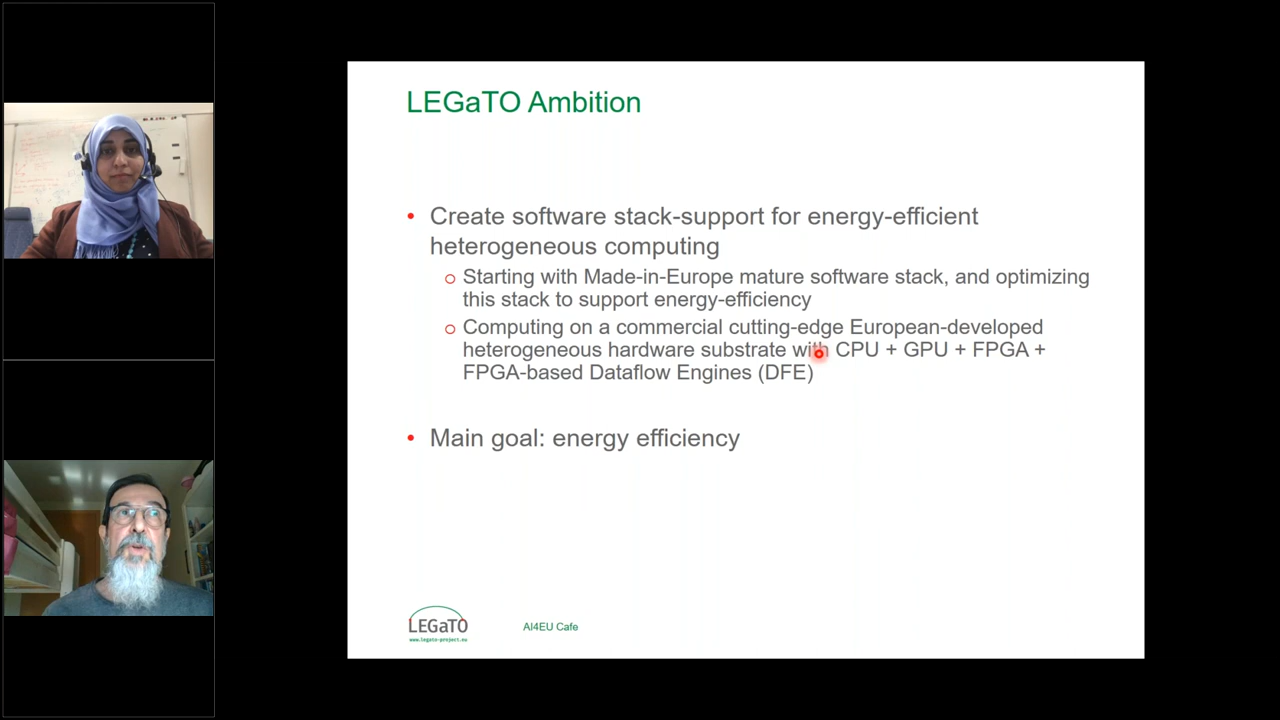 LEGaTO Ambition
• Create software stack-support for energy-efficient
heterogeneous computing
o Starting with Made-in-Europe mature software stack, and optimizing
this stack to support energy-efficiency
o Computing on a commercial cutting-edge European-developed
heterogeneous hardware substrate with CPU + GPU + FPGA +
FPGA-based Dataflow Engines (DFE)
• Main goal: energy efficiency
LEGaTO
www.legato-project.eu
AI4EU Cafe